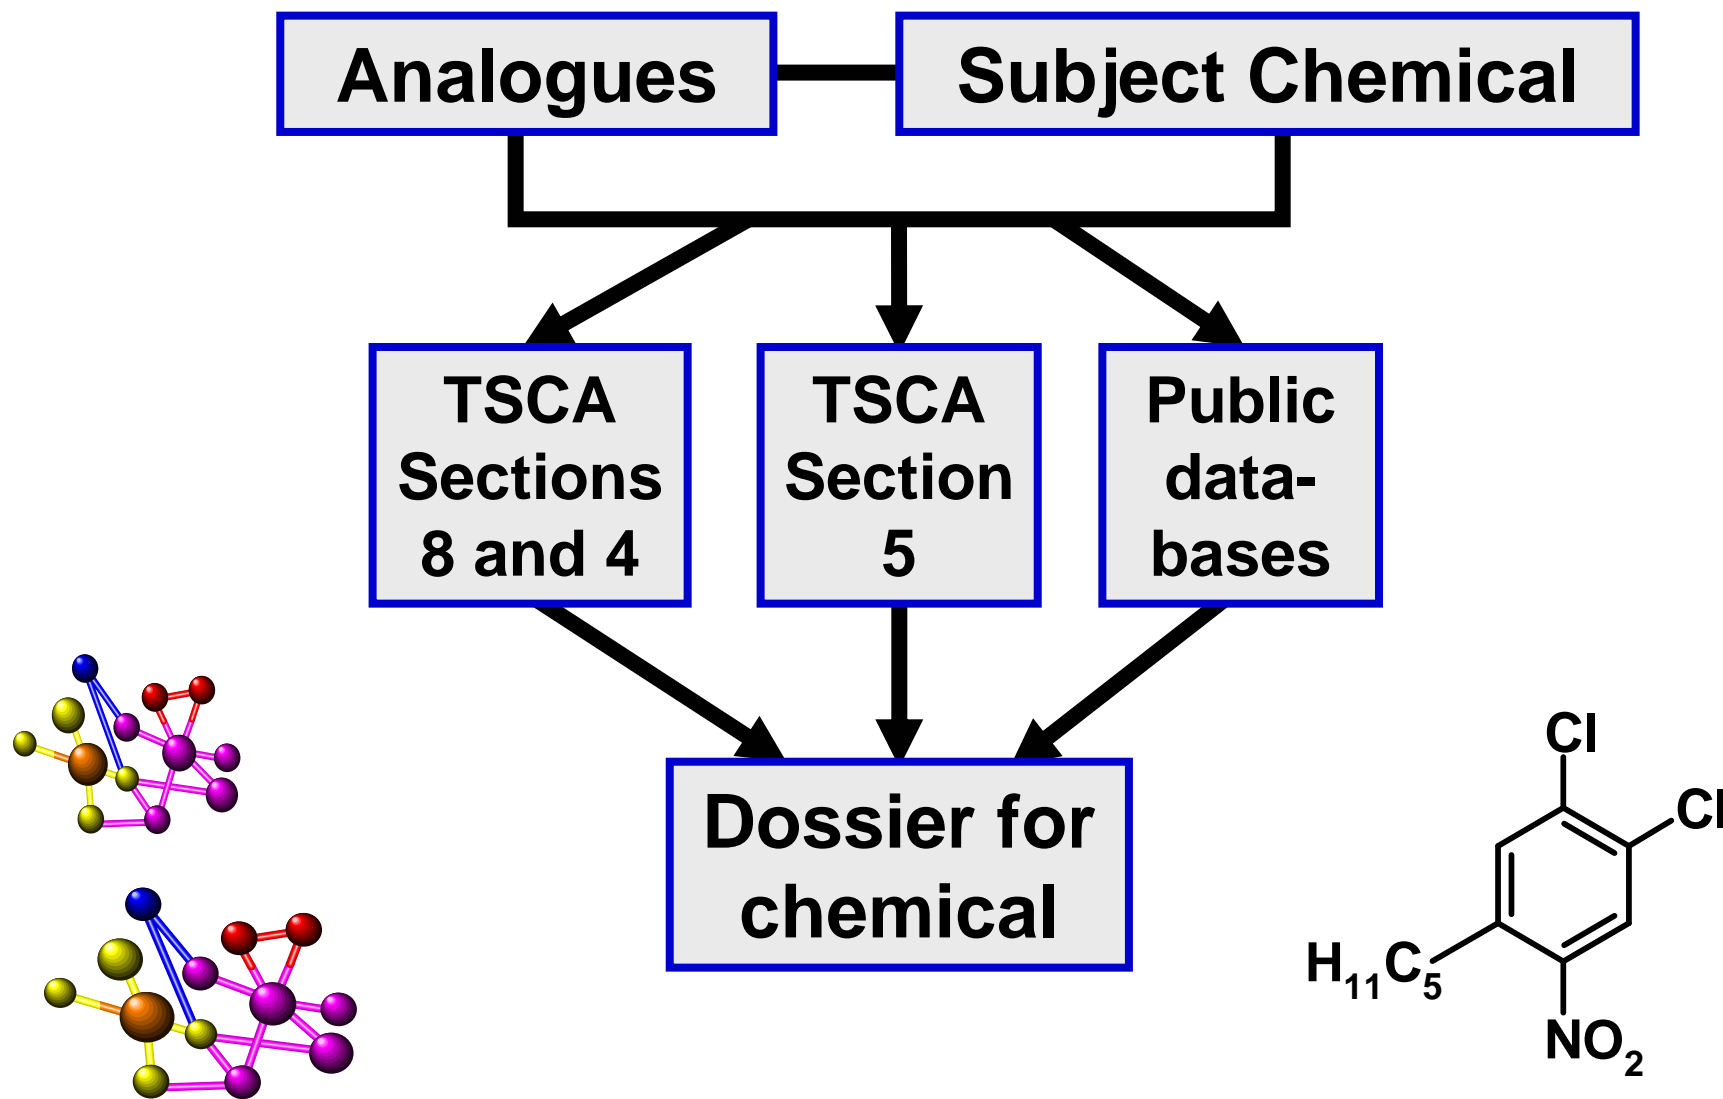 Analogues
Subject Chemical
TSCA
Sections
8 and 4
TSCA
Section
5
Public
data-
bases
Dossier for
chemical
Cl
Cl
H₁₁C₅
NO₂